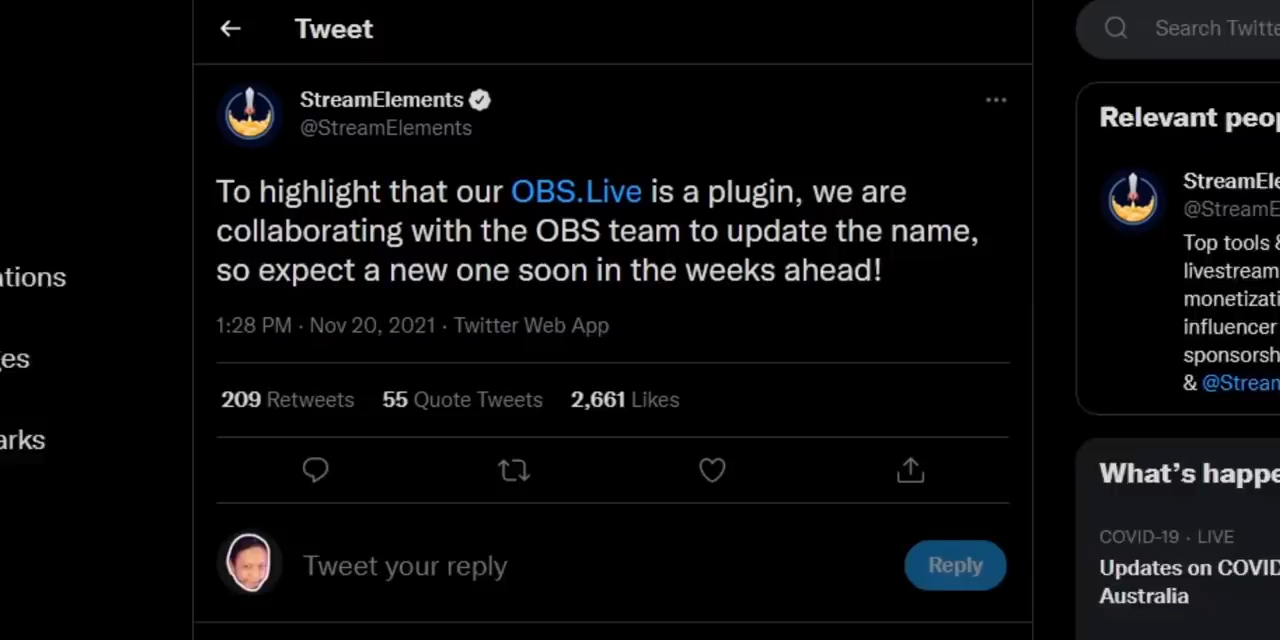 Tweet
Search Twitte
StreamElements
@StreamElements
To highlight that our OBS.Live is a plugin, we are
collaborating with the OBS team to update the name,
so expect a new one soon in the weeks ahead!
1:28 PM · Nov 20, 2021 · Twitter Web App
209 Retweets 55 Quote Tweets 2,661 Likes
Tweet your reply
Reply
ations
ges
arks
Relevant peop
StreamEle
@StreamE
Top tools &
livestream
monetizati
influencer
sponsorsh
& @Stream
What's happe
COVID-19 · LIVE
Updates on COVID
Australia